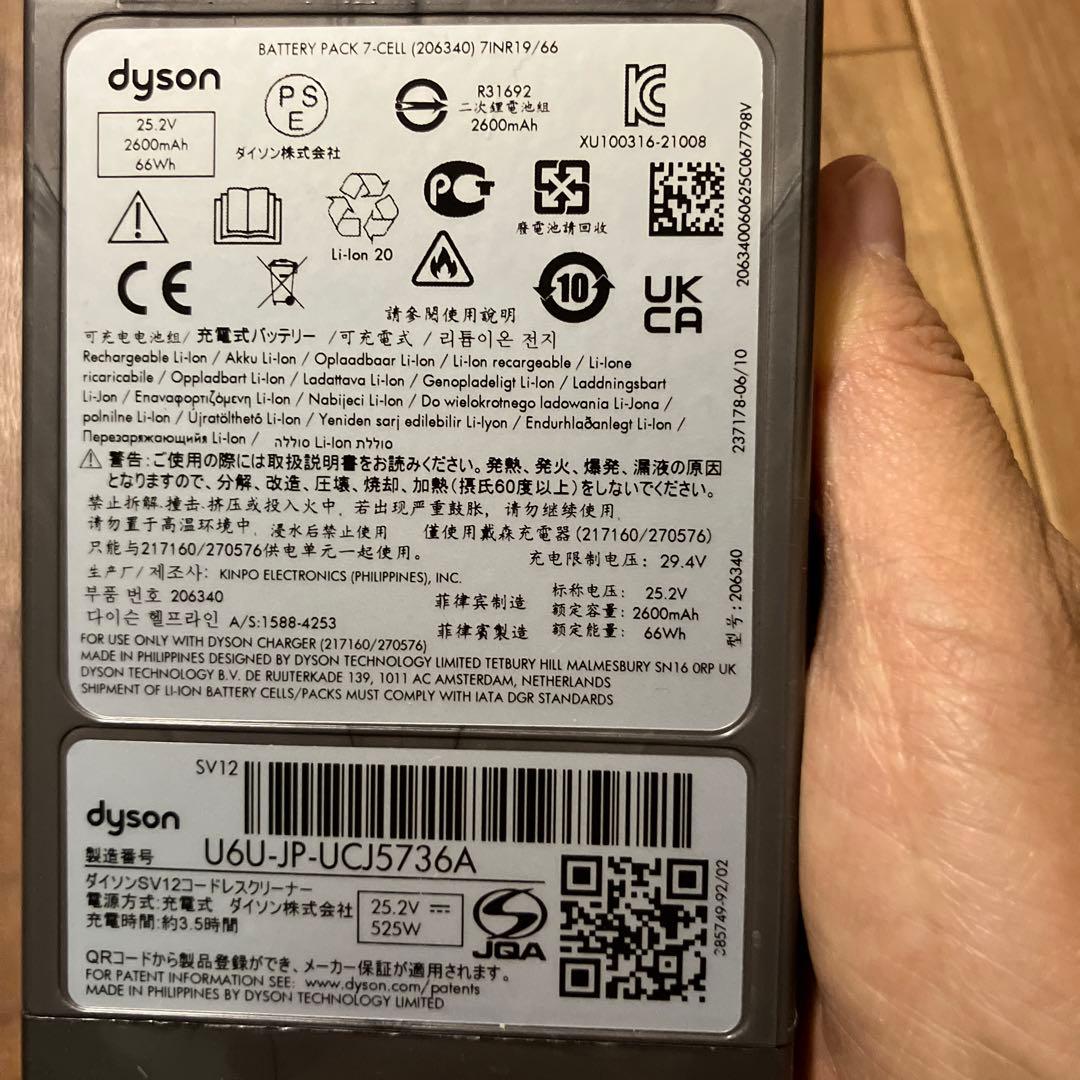 BATTERY PACK 7-CELL (206340) 7INR19/66
dyson
PSE
ダイソン株式会社
25.2V
2600mAh
66Wh
R31692
二次鋰電池組
2600mAh
XU100316-21008
Li-Ion 20
廢電池請回收
10
CE
UK
CA
請參閱使用説明
可充电电池组/ 充電式バッテリー /可充電式 / 리튬이온 전지
Rechargeable Li-Ion / Akku Li-Ion / Oplaadbaar Li-Ion / Li-Ion recargeable / Li-Ione
ricaricabile / Oppladbart Li-Ion / Ladattava Li-Ion / Genopladeligt Li-Ion / Laddningsbart
Li-Jon / Επαναφορτιζόμενη Li-Ion / Nabijeci Li-Ion / Do wielokrotnego ladowania Li-Jona /
polnilne Li-Ion / Ujratölthetó Li-Ion / Yeniden sarj edilebilir Li-lyon / Endurhlaðanlegt Li-Ion /
Перезаряжающийя Li-Ion / סוללה Li-Ion סוללת
警告:ご使用の際には取扱説明書をお読みください。発熱、発火、爆発、漏液の原因
となりますので、分解、改造、圧壊、焼却、加熱(摂氏60度以上)をしないでください。
禁止拆解.撞击.挤压或投入火中，若出现严重鼓胀，请勿继续使用.
请勿置于高温环境中，浸水后禁止使用 僅使用戴森充電器(217160/270576)
只能与217160/270576供电单元一起使用。 充电限制电压: 29.4V
生产厂/ 制造商: KINPO ELECTRONICS (PHILIPPINES), INC.
부품 번호 206340
菲律宾制造
标称电压: 25.2V
额定容量: 2600mAh
다이슨 헬프라인 A/S:1588-4253
菲律賓製造
额定能量: 66Wh
FOR USE ONLY WITH DYSON CHARGER (217160/270576)
MADE IN PHILIPPINES DESIGNED BY DYSON TECHNOLOGY LIMITED TETBURY HILL MALMESBURY SN16 0RP UK
DYSON TECHNOLOGY B.V. DE RUIJTERKADE 139, 1011 AC AMSTERDAM, NETHERLANDS
SHIPMENT OF LI-ION BATTERY CELLS/PACKS MUST COMPLY WITH IATA DGR STANDARDS
237178-06/10
型号: 206340
SV12
dyson
製造番号 U6U-JP-UCJ5736A
ダイソンSV12コードレスクリーナー
電源方式:充電式 ダイソン株式会社
充電時間:約3.5時間
25.2V
525W
JQA
QRコードから製品登録ができ、メーカー保証が適用されます。
FOR PATENT INFORMATION SEE: www.dyson.com/patents
MADE IN PHILIPPINES BY DYSON TECHNOLOGY LIMITED